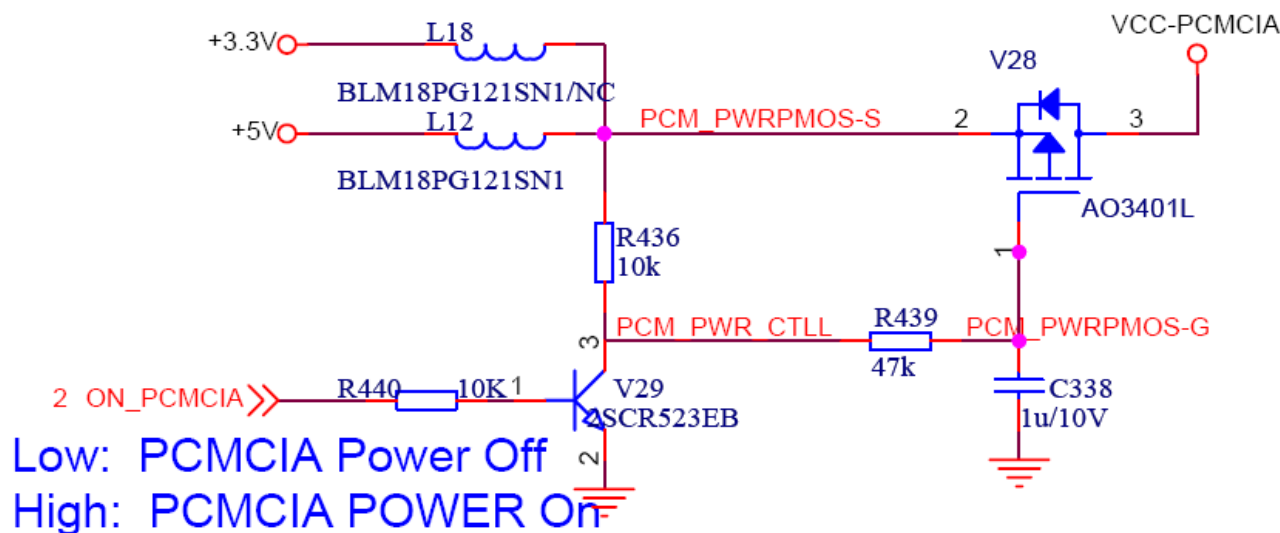 L18
+3.3V
VCC-PCMCIA
V28
BLM18PG121SN1/NC
L12
+5V
PCM_PWRPMOS-S
2
3
BLM18PG121SN1
AO3401L
R436
10k
1
PCM_PWR_CTLL
R439
PCM_PWRPMOS-G
47k
3
2 ON_PCMCIA
R440
10K
1
V29
2SCR523EB
C338
1u/10V
2
Low: PCMCIA Power Off
High: PCMCIA POWER On